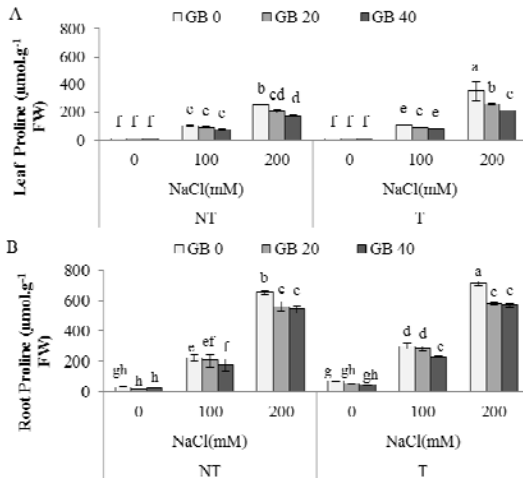 A
GB 0 GB 20 GB 40
Leaf Proline (µmol.g⁻¹ FW)
800
600
400
200
0
f f f c c c b cd d f f f e c c a b c
0 100 200 0 100 200
NaCl(mM) NaCl(mM)
NT T
B
GB 0 GB 20 GB 40
Root Proline (µmol.g⁻¹ FW)
800
600
400
200
0
gh h h e ef f b c c g gh gh d d e a c c
0 100 200 0 100 200
NaCl(mM) NaCl(mM)
NT T